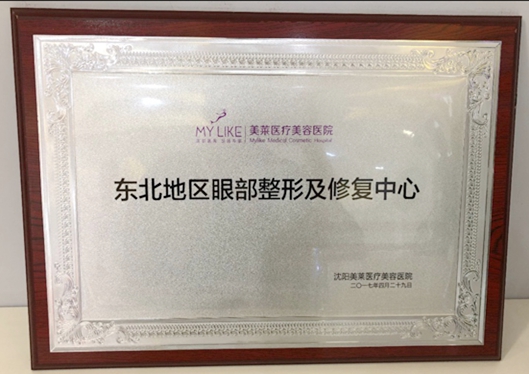 MYLIKE 美莱医疗美容医院
Mylike Medical Cosmetic Hospital
东北地区眼部整形及修复中心
沈阳美莱医疗美容医院
二〇一七年四月二十九日